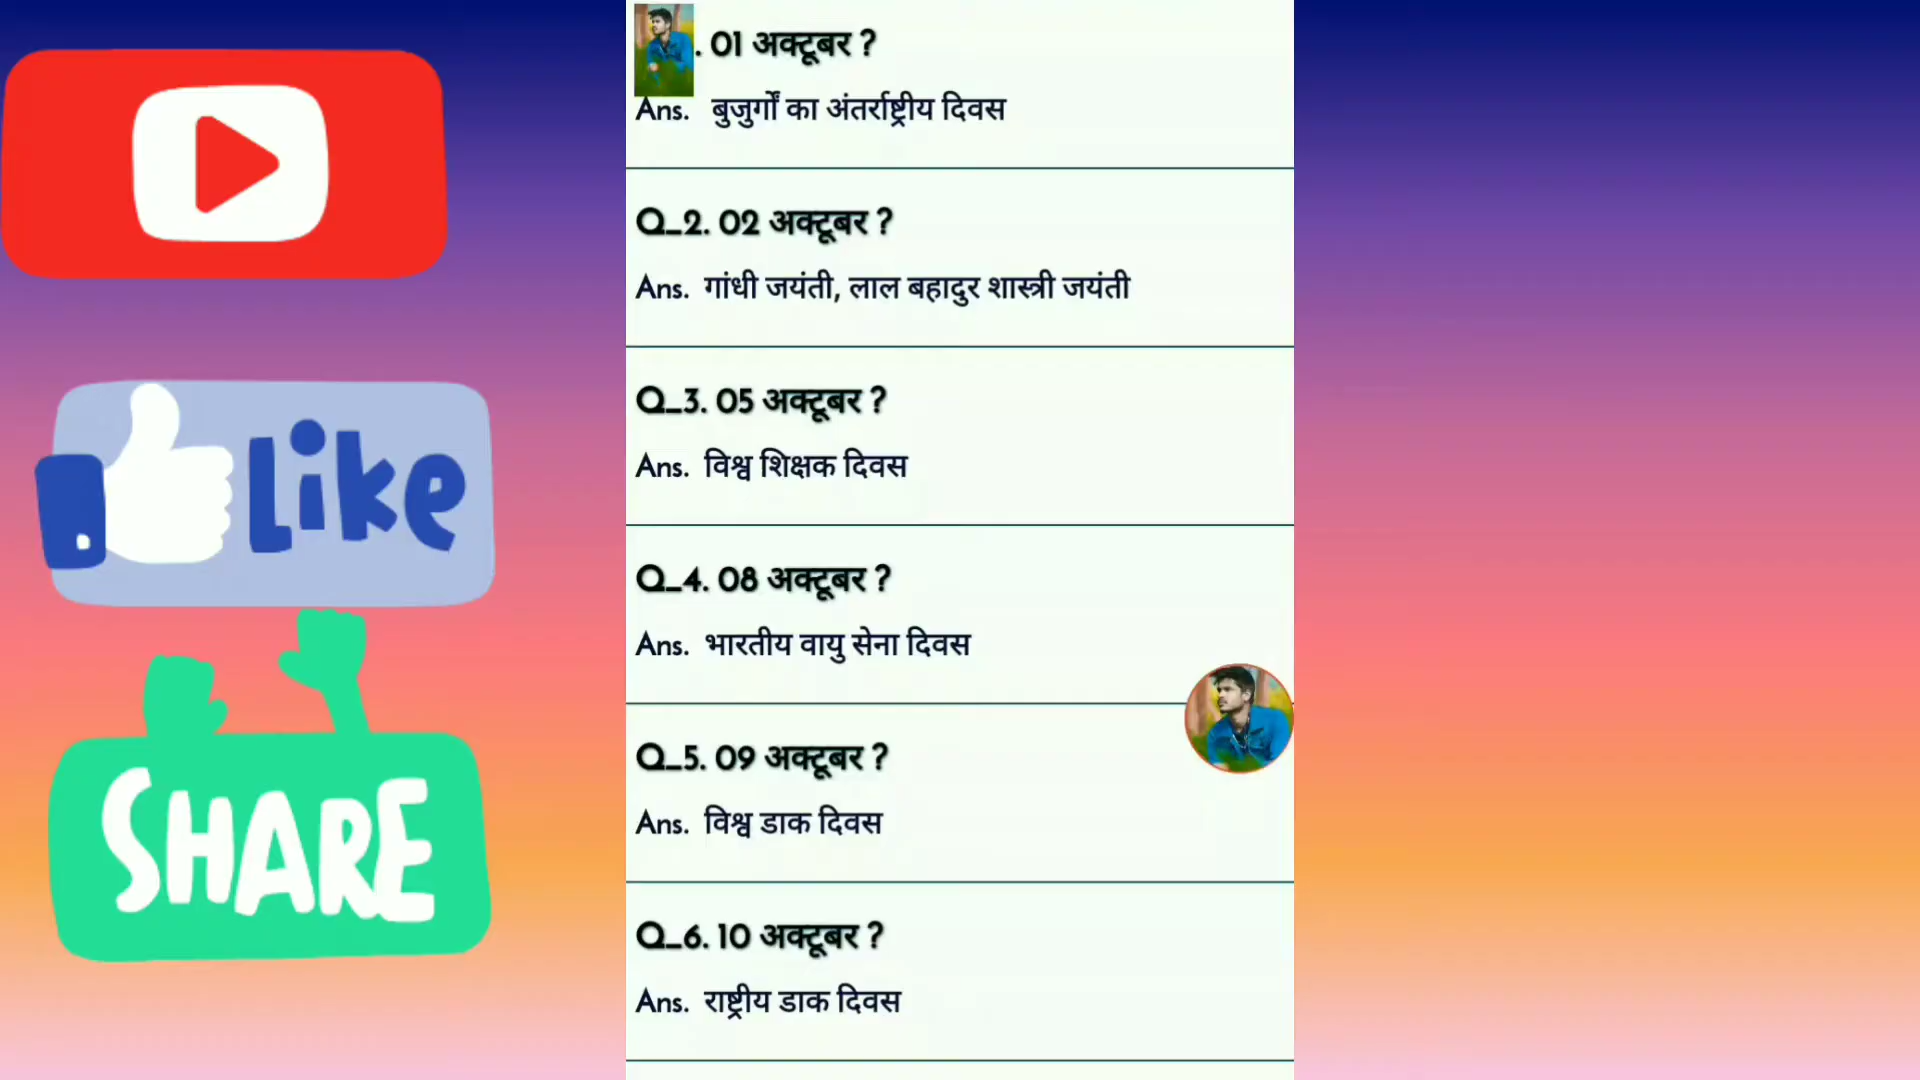 . 01 अक्टूबर ?
Ans. बुजुर्गों का अंतर्राष्ट्रीय दिवस
Q_2. 02 अक्टूबर ?
Ans. गांधी जयंती, लाल बहादुर शास्त्री जयंती
Q_3. 05 अक्टूबर ?
Ans. विश्व शिक्षक दिवस
Q_4. 08 अक्टूबर ?
Ans. भारतीय वायु सेना दिवस
Q_5. 09 अक्टूबर ?
Ans. विश्व डाक दिवस
Q_6. 10 अक्टूबर ?
Ans. राष्ट्रीय डाक दिवस
Like
SHARE